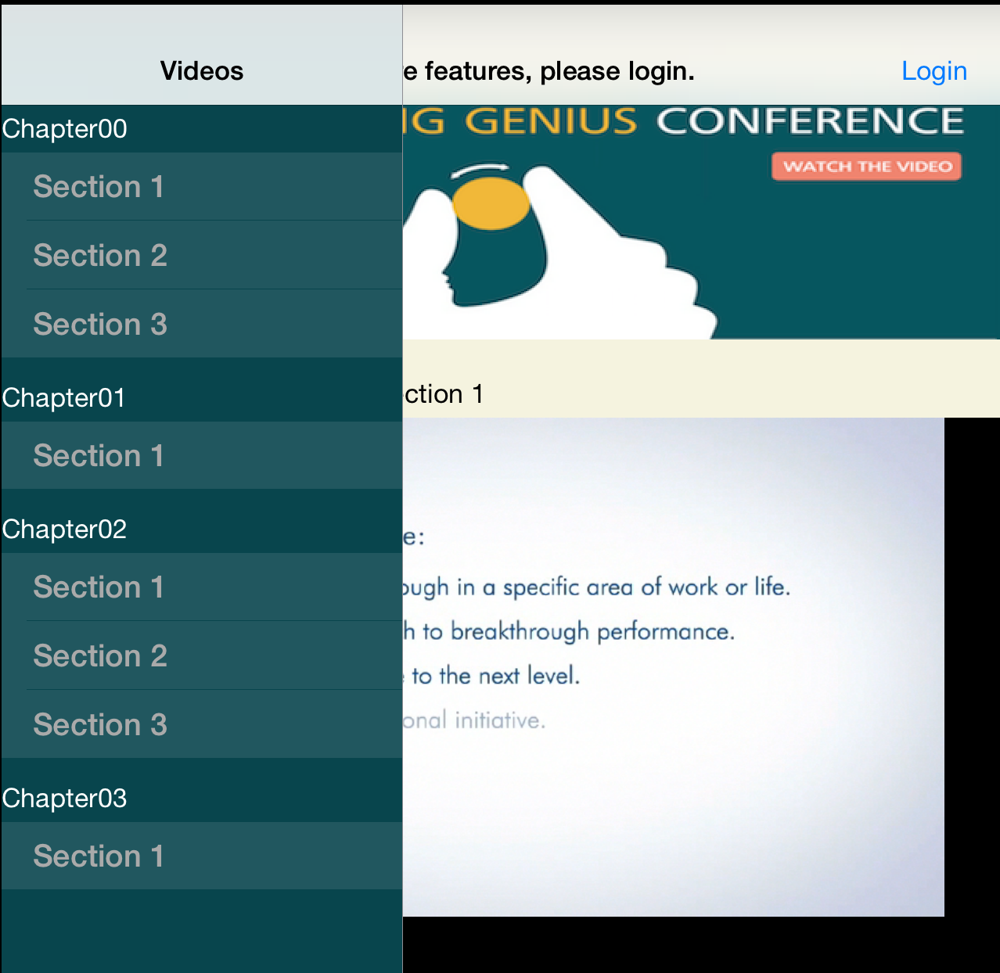 Videos
e features, please login.
Login
Chapter00
Section 1
Section 2
Section 3
Chapter01
Section 1
Chapter02
Section 1
Section 2
Section 3
Chapter03
Section 1
GENIUS CONFERENCE
WATCH THE VIDEO
ction 1
e:
ough in a specific area of work or life.
h to breakthrough performance.
to the next level.
onal initiative.